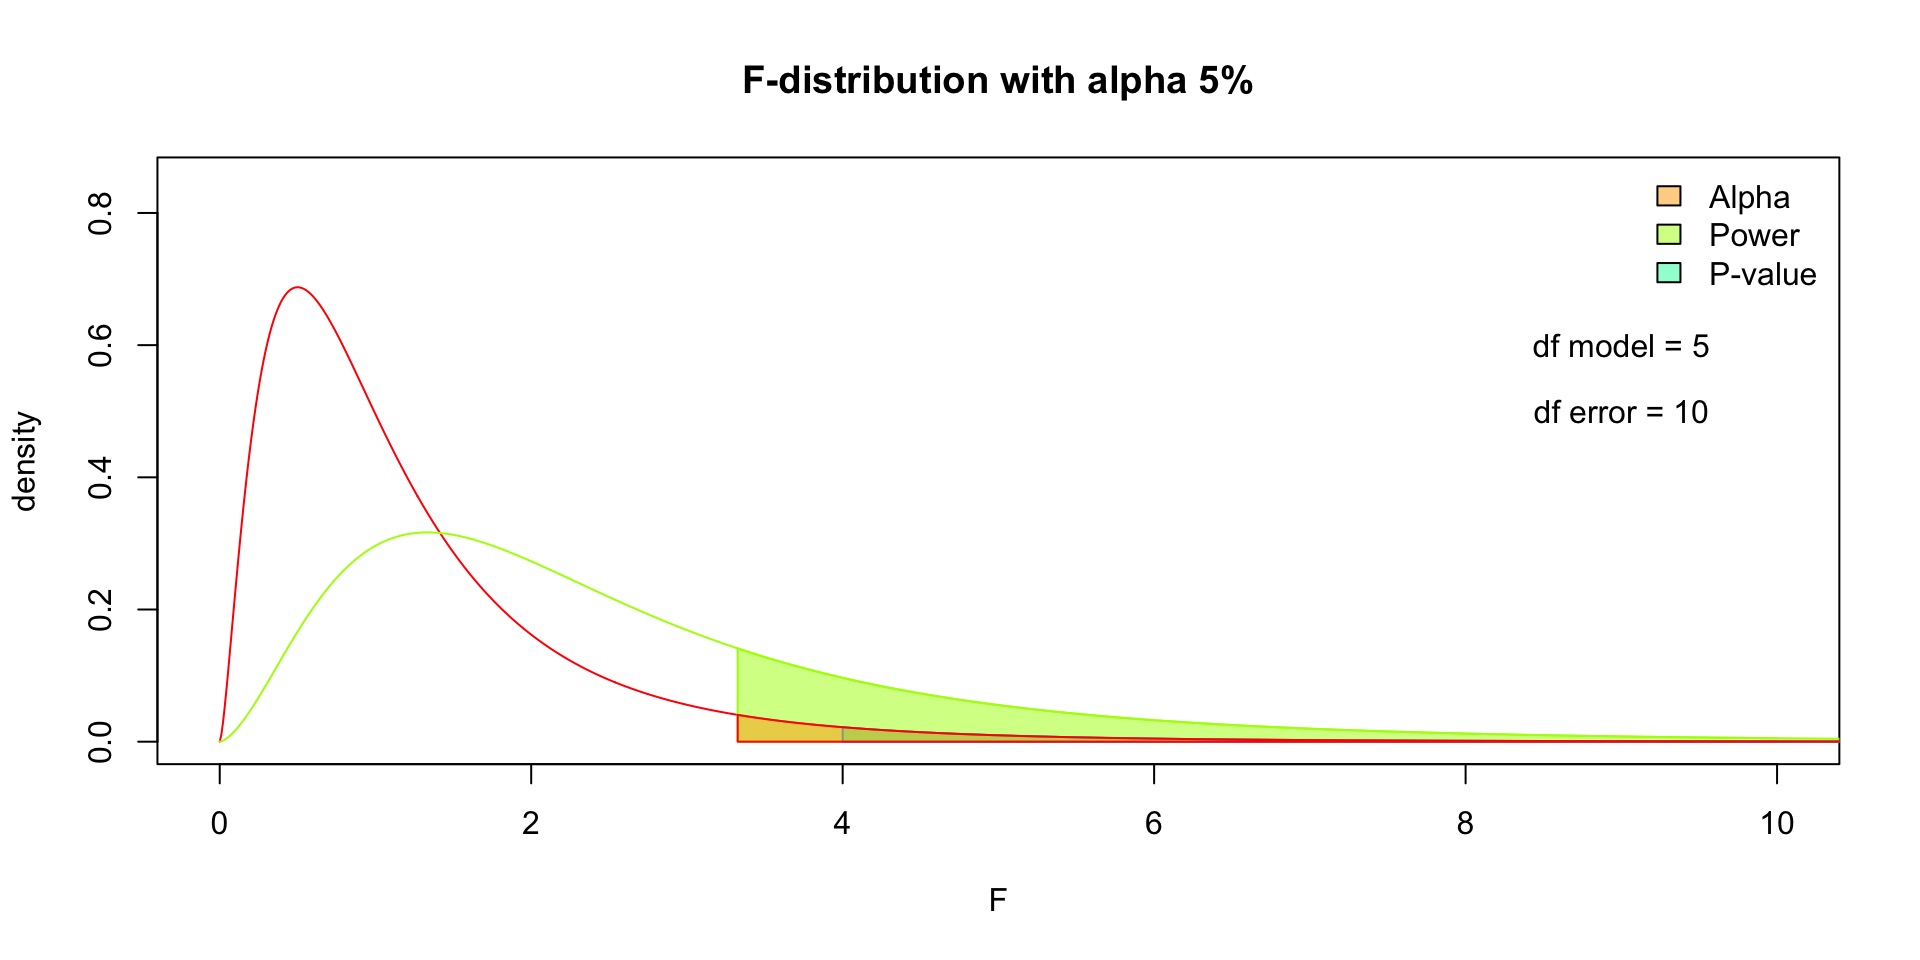 F-distribution with alpha 5%
Alpha
Power
P-value
df model = 5
df error = 10
density
0.8
0.6
0.4
0.2
0.0
0 2 4 6 8 10
F